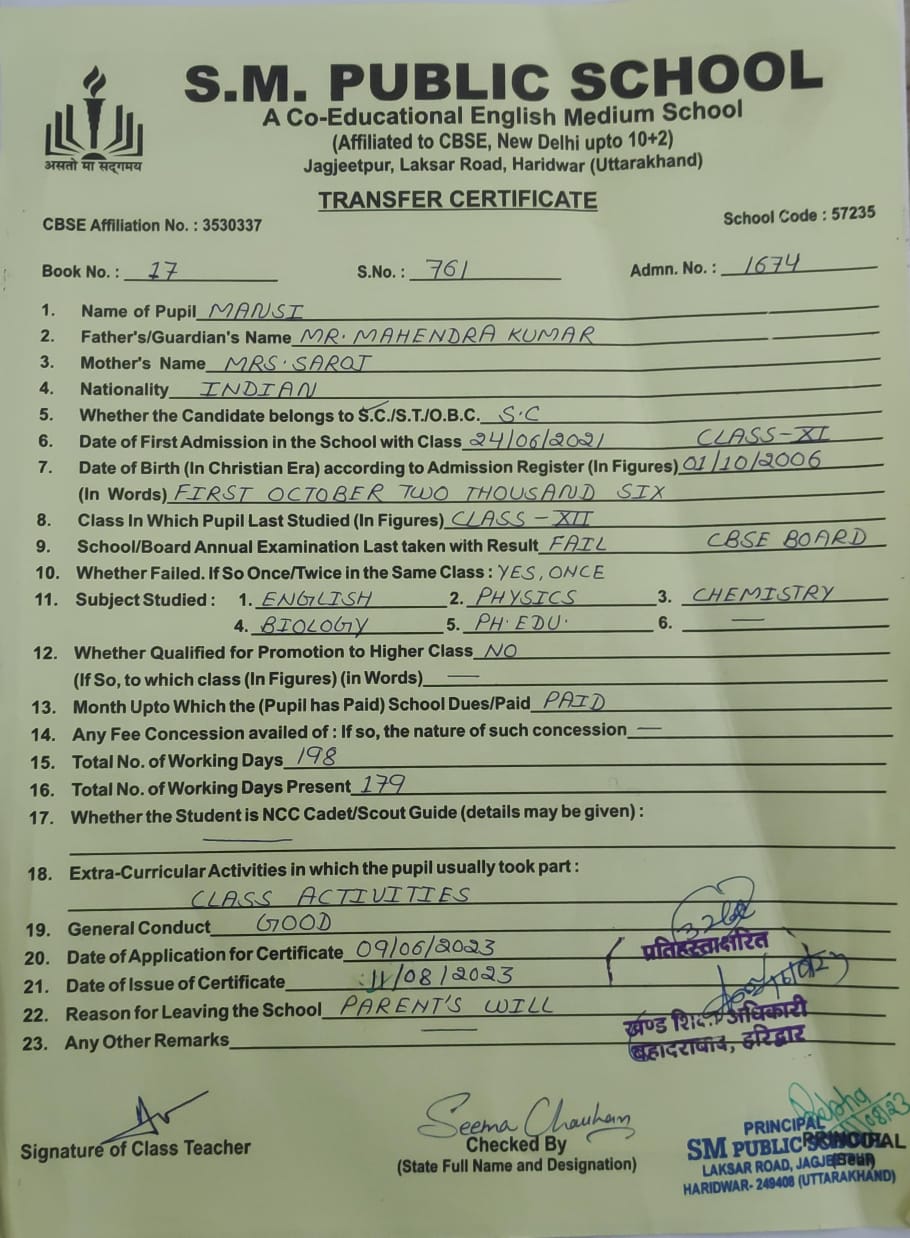 S.M. PUBLIC SCHOOL
A Co-Educational English Medium School
(Affiliated to CBSE, New Delhi upto 10+2)
Jagjeetpur, Laksar Road, Haridwar (Uttarakhand)
असतो मा सद्गमय
TRANSFER CERTIFICATE
CBSE Affiliation No. : 3530337 School Code : 57235
Book No. : 17 S.No. : 761 Admn. No. : 1674
1. Name of Pupil MANSI
2. Father's/Guardian's Name MR. MAHENDRA KUMAR
3. Mother's Name MRS. SAROJ
4. Nationality INDIAN
5. Whether the Candidate belongs to S.C./S.T./O.B.C. S.C
6. Date of First Admission in the School with Class 24/06/2021 CLASS-XI
7. Date of Birth (In Christian Era) according to Admission Register (In Figures) 01/10/2006
(In Words) FIRST OCTOBER TWO THOUSAND SIX
8. Class In Which Pupil Last Studied (In Figures) CLASS - XII
9. School/Board Annual Examination Last taken with Result FAIL CBSE BOARD
10. Whether Failed. If So Once/Twice in the Same Class : YES, ONCE
11. Subject Studied : 1. ENGLISH 2. PHYSICS 3. CHEMISTRY
4. BIOLOGY 5. PH. EDU. 6. —
12. Whether Qualified for Promotion to Higher Class NO
(If So, to which class (In Figures) (in Words) —
13. Month Upto Which the (Pupil has Paid) School Dues/Paid PAID
14. Any Fee Concession availed of : If so, the nature of such concession —
15. Total No. of Working Days 198
16. Total No. of Working Days Present 179
17. Whether the Student is NCC Cadet/Scout Guide (details may be given) :
—
18. Extra-Curricular Activities in which the pupil usually took part :
CLASS ACTIVITIES
19. General Conduct GOOD
20. Date of Application for Certificate 09/06/2023
21. Date of Issue of Certificate 11/08/2023
22. Reason for Leaving the School PARENT'S WILL
23. Any Other Remarks —
प्रतिहस्ताक्षरित
खण्ड शिक्षा अधिकारी
बहादराबाद, हरिद्वार
Signature of Class Teacher
Seema Chauhan
Checked By
(State Full Name and Designation)
PRINCIPAL
SM PUBLIC SCHOOL PRINCIPAL
LAKSAR ROAD, JAGJEETPUR
HARIDWAR- 249408 (UTTARAKHAND)